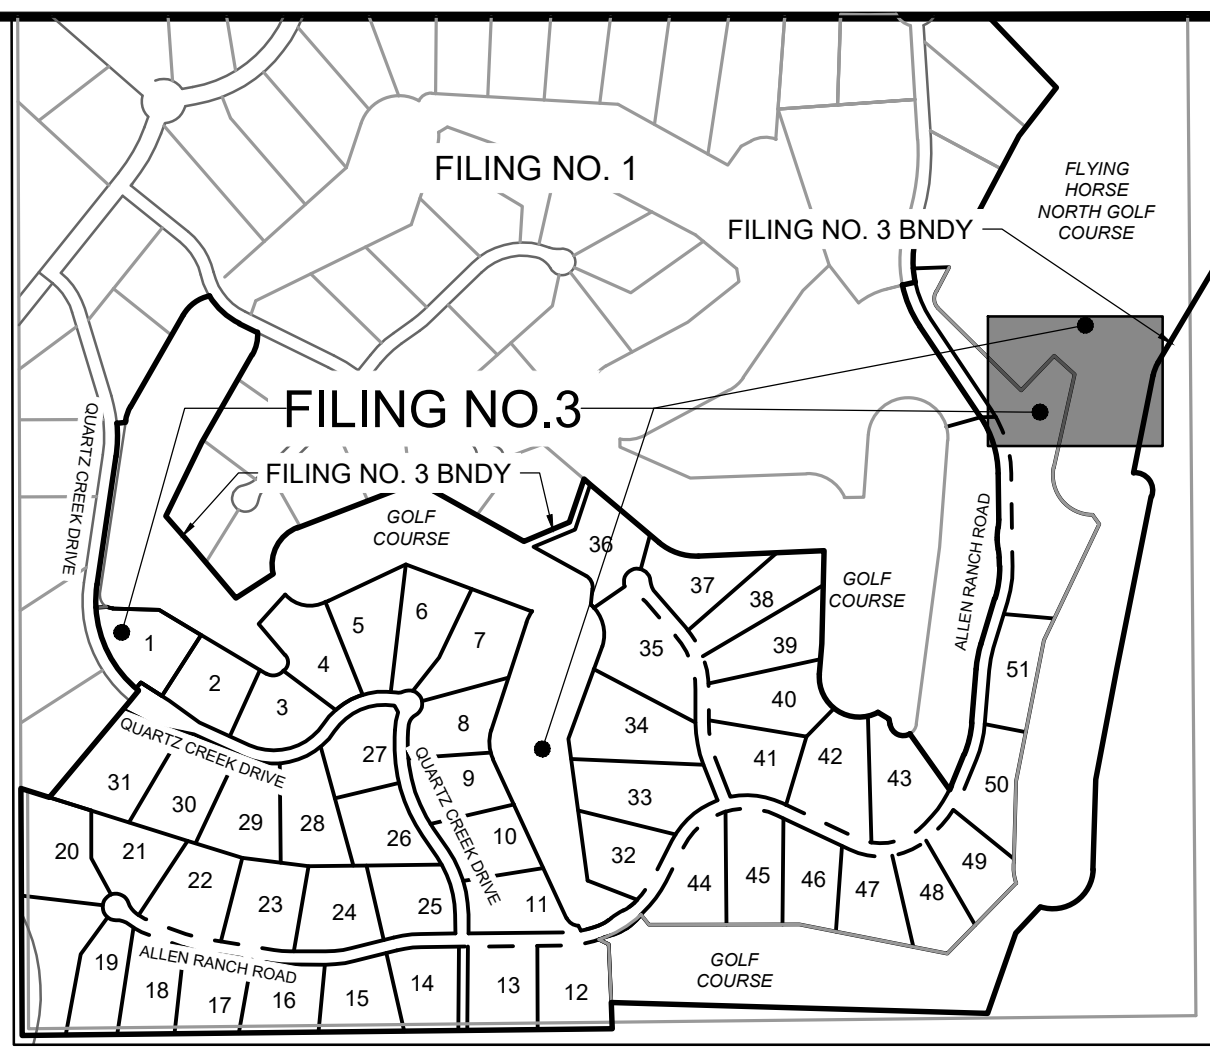 FILING NO. 1
FLYING
HORSE
NORTH GOLF
COURSE
FILING NO. 3 BNDY
FILING NO.3
FILING NO. 3 BNDY
GOLF
COURSE
QUARTZ CREEK DRIVE
ALLEN RANCH ROAD
GOLF
COURSE
36
37
38
39
40
35
34
33
32
41
42
43
51
50
49
48
47
46
45
44
1
2
3
4
5
6
7
8
9
10
11
QUARTZ CREEK DRIVE
QUARTZ CREEK DRIVE
31
30
29
28
27
26
20
21
22
23
24
25
ALLEN RANCH ROAD
19
18
17
16
15
14
13
12
GOLF
COURSE